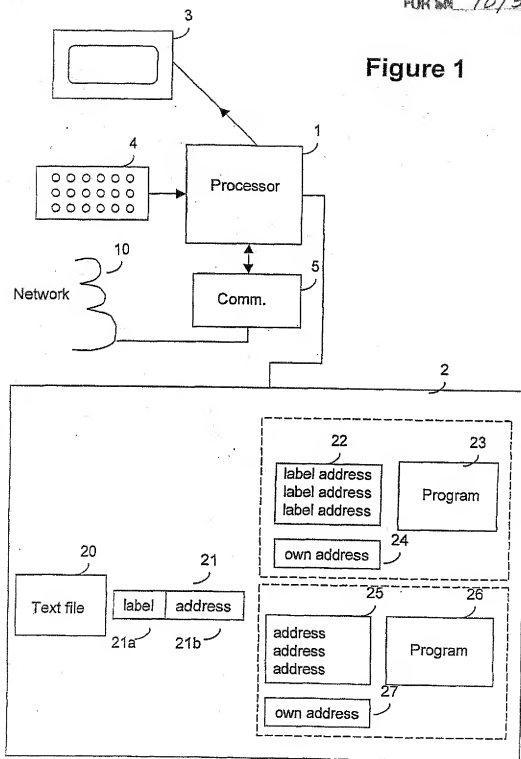 Figure 1
3
4
1
Processor
10
Network
5
Comm.
2
22
label address
label address
label address
23
Program
24
own address
20
Text file
21
label address
21a 21b
25
address
address
address
26
Program
27
own address